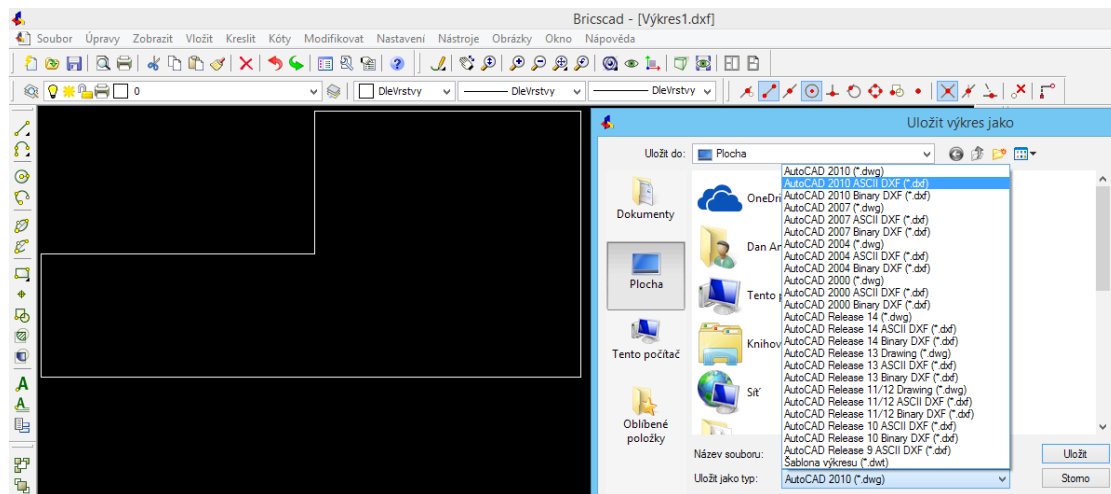 Bricscad - [Výkres1.dxf]
Soubor Úpravy Zobrazit Vložit Kreslit Kóty Modifikovat Nastavení Nástroje Obrázky Okno Nápověda
0 DleVrstvy DleVrstvy DleVrstvy
Uložit výkres jako
Uložit do: Plocha
Dokumenty
Plocha
Tento počítač
Oblíbené
položky
OneDri
Dan Ar
Tento p
Knihov
Síť
AutoCAD 2010 (*.dwg)
AutoCAD 2010 ASCII DXF (*.dxf)
AutoCAD 2010 Binary DXF (*.dxf)
AutoCAD 2007 (*.dwg)
AutoCAD 2007 ASCII DXF (*.dxf)
AutoCAD 2007 Binary DXF (*.dxf)
AutoCAD 2004 (*.dwg)
AutoCAD 2004 ASCII DXF (*.dxf)
AutoCAD 2004 Binary DXF (*.dxf)
AutoCAD 2000 (*.dwg)
AutoCAD 2000 ASCII DXF (*.dxf)
AutoCAD 2000 Binary DXF (*.dxf)
AutoCAD Release 14 (*.dwg)
AutoCAD Release 14 ASCII DXF (*.dxf)
AutoCAD Release 14 Binary DXF (*.dxf)
AutoCAD Release 13 Drawing (*.dwg)
AutoCAD Release 13 ASCII DXF (*.dxf)
AutoCAD Release 13 Binary DXF (*.dxf)
AutoCAD Release 11/12 Drawing (*.dwg)
AutoCAD Release 11/12 ASCII DXF (*.dxf)
AutoCAD Release 11/12 Binary DXF (*.dxf)
AutoCAD Release 10 ASCII DXF (*.dxf)
AutoCAD Release 10 Binary DXF (*.dxf)
AutoCAD Release 9 ASCII DXF (*.dxf)
Šablona výkresu (*.dwt)
Název souboru: Uložit
Uložit jako typ: AutoCAD 2010 (*.dwg) Storno